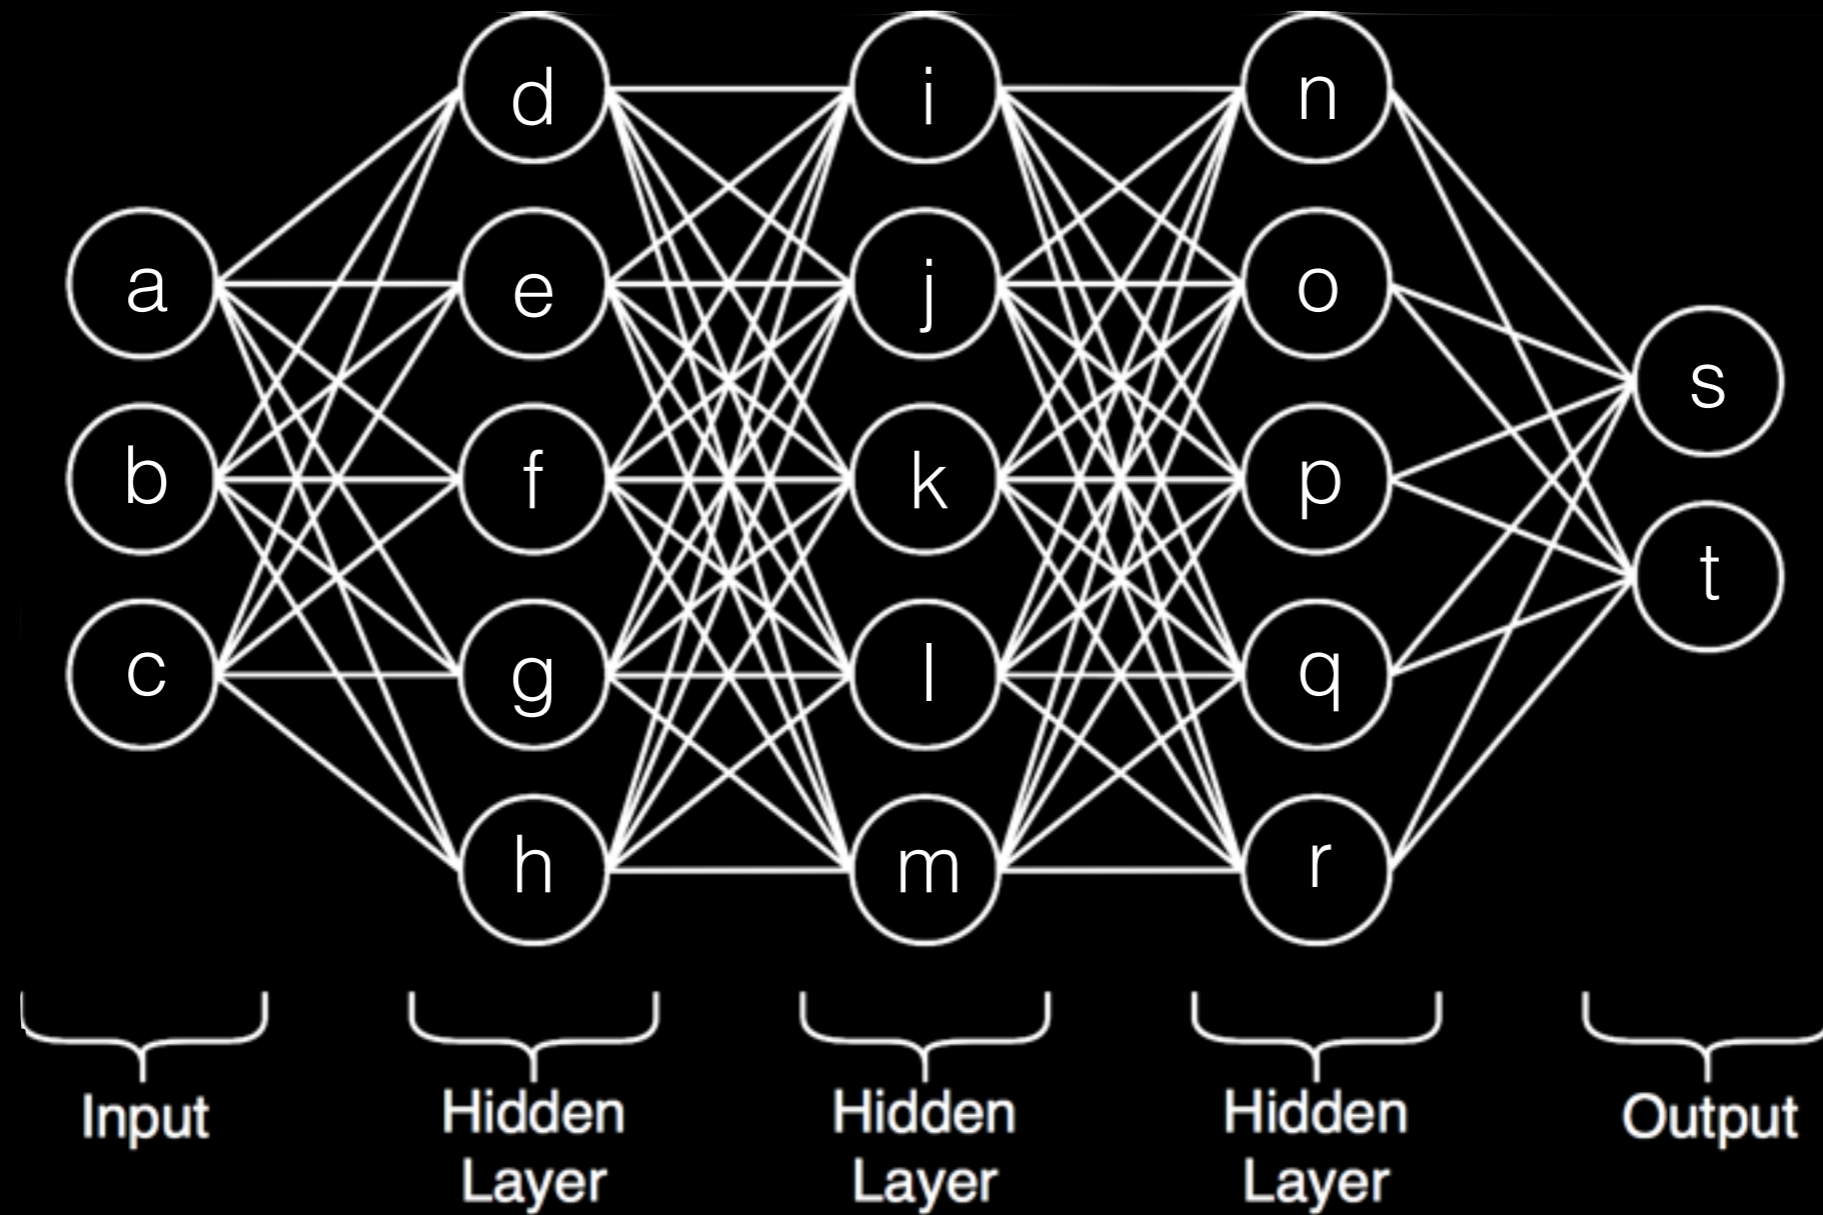 d i n
a e j o s
b f k p t
c g l q
h m r
Input
Hidden
Layer
Hidden
Layer
Hidden
Layer
Output